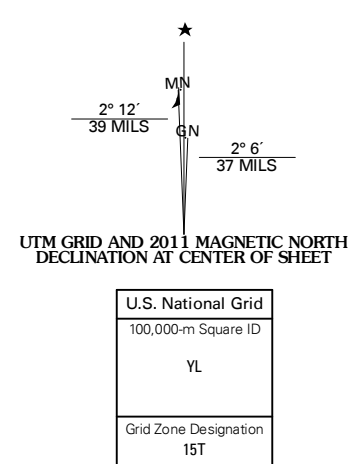 ★
MN
GN
2° 12´
39 MILS
2° 6´
37 MILS
UTM GRID AND 2011 MAGNETIC NORTH
DECLINATION AT CENTER OF SHEET
U.S. National Grid
100,000-m Square ID
YL
Grid Zone Designation
15T